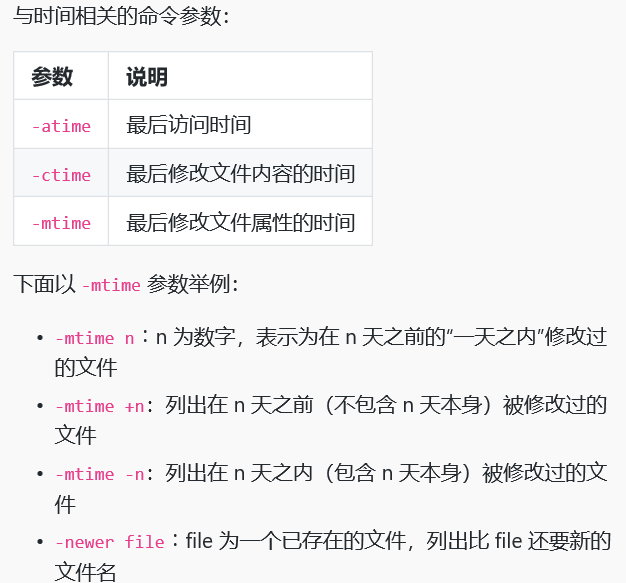 与时间相关的命令参数：
参数 说明
-atime 最后访问时间
-ctime 最后修改文件内容的时间
-mtime 最后修改文件属性的时间
下面以 -mtime 参数举例：
• -mtime n：n 为数字，表示为在 n 天之前的“一天之内”修改过
的文件
• -mtime +n：列出在 n 天之前（不包含 n 天本身）被修改过的
文件
• -mtime -n：列出在 n 天之内（包含 n 天本身）被修改过的文
件
• -newer file：file 为一个已存在的文件，列出比 file 还要新的
文件名